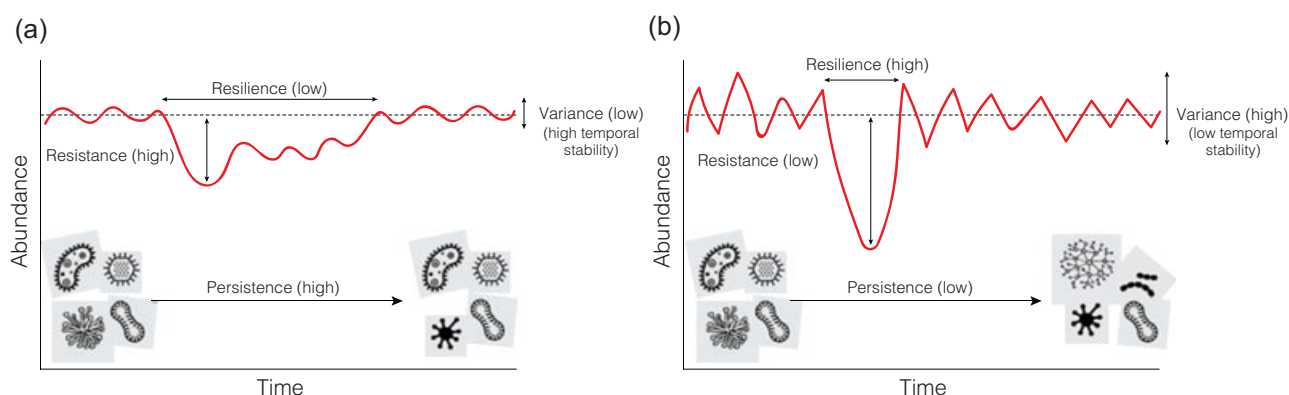 (a)
Resilience (low)
Resistance (high)
Variance (low)
(high temporal
stability)
Abundance
Persistence (high)
Time
(b)
Resilience (high)
Resistance (low)
Variance (high)
(low temporal
stability)
Abundance
Persistence (low)
Time